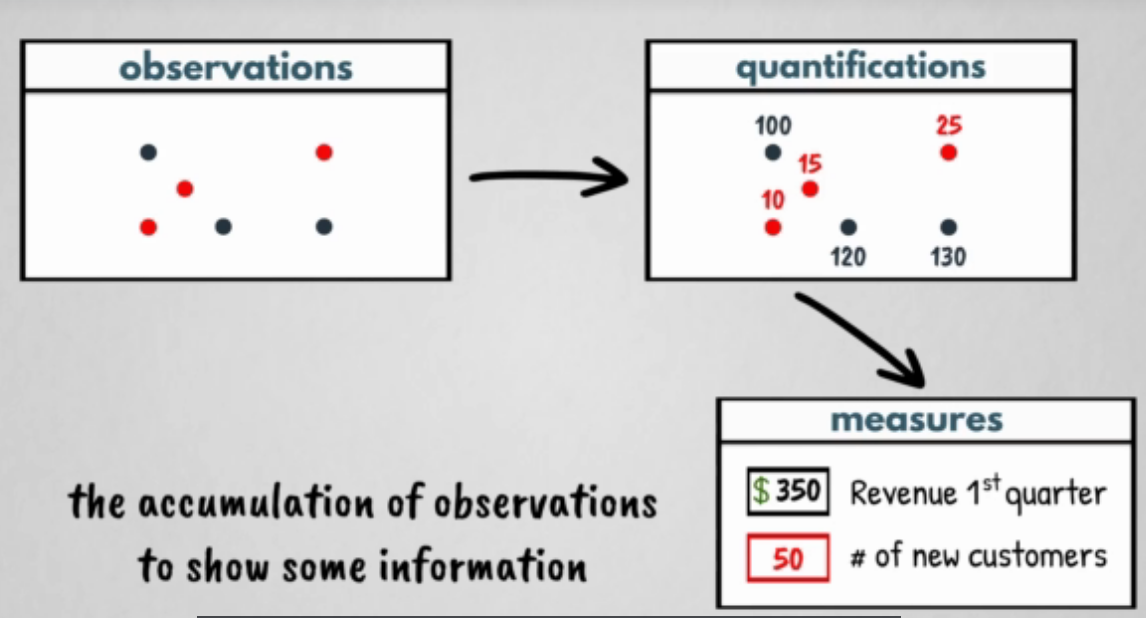 observations
quantifications
100
25
15
10
120
130
measures
$ 350 Revenue 1st quarter
50 # of new customers
the accumulation of observations
to show some information